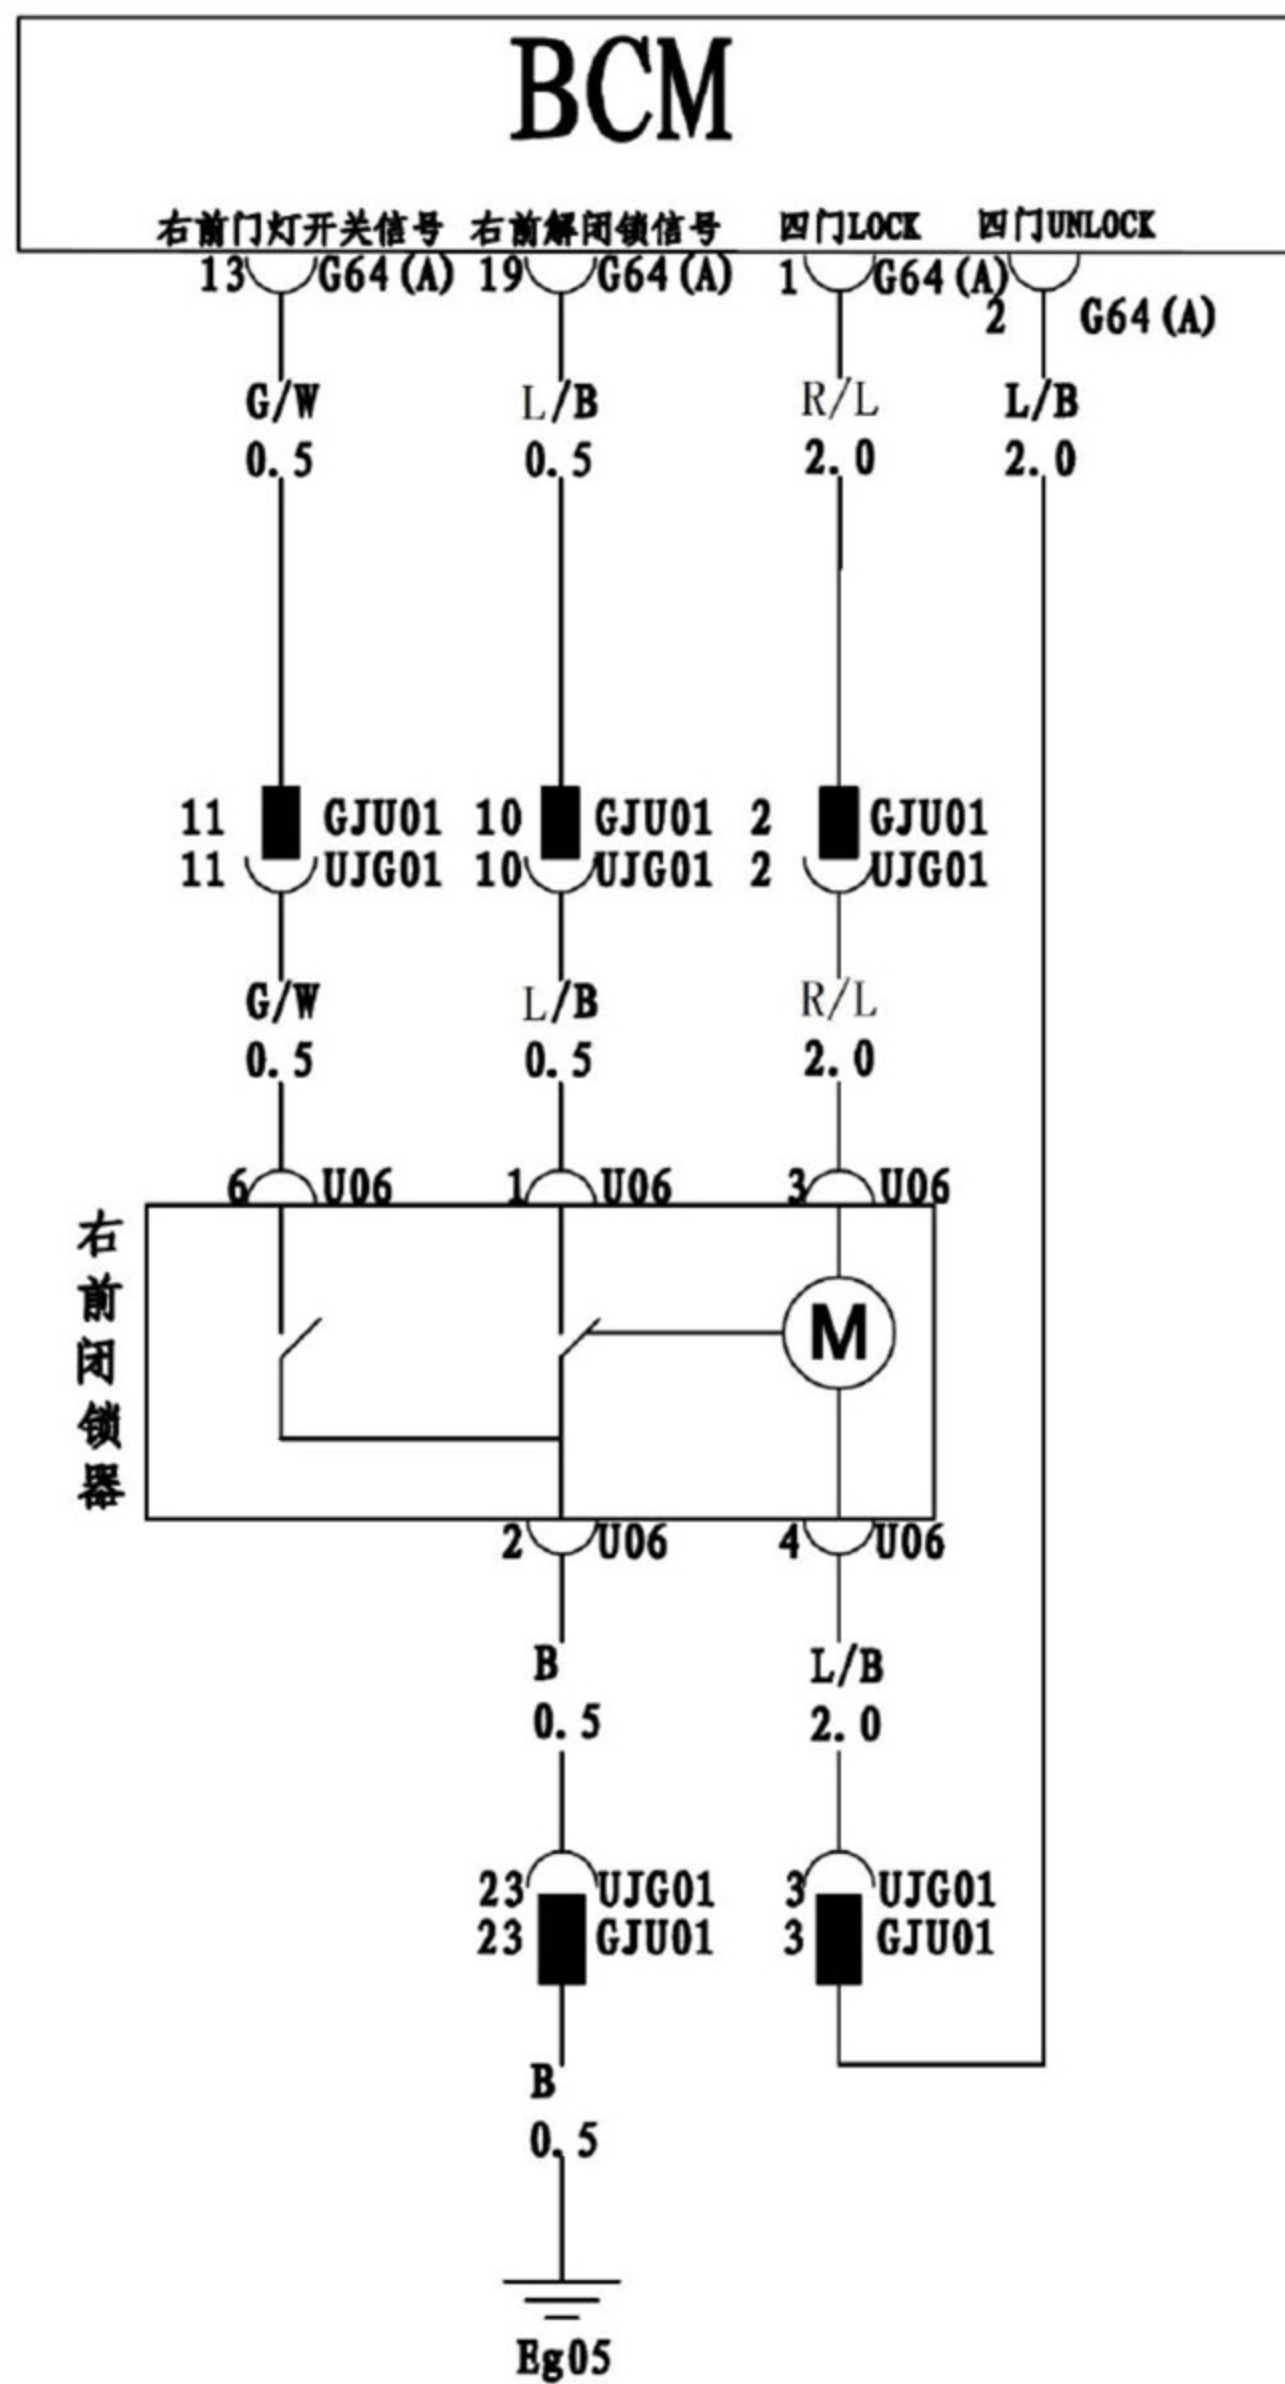 BCM
右前门灯开关信号 右前解闭锁信号 四门LOCK 四门UNLOCK
13 G64(A) 19 G64(A) 1 G64(A)
2 G64(A)
G/W L/B R/L L/B
0.5 0.5 2.0 2.0
11 GJU01 10 GJU01 2 GJU01
11 UJG01 10 UJG01 2 UJG01
G/W L/B R/L
0.5 0.5 2.0
6 U06 1 U06 3 U06
右前闭锁器
M
2 U06 4 U06
B L/B
0.5 2.0
23 UJG01 3 UJG01
23 GJU01 3 GJU01
B
0.5
Eg05